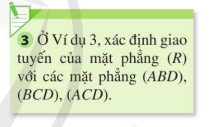 3 Ở Ví dụ 3, xác định giao
tuyến của mặt phẳng (R)
với các mặt phẳng (ABD),
(BCD), (ACD).